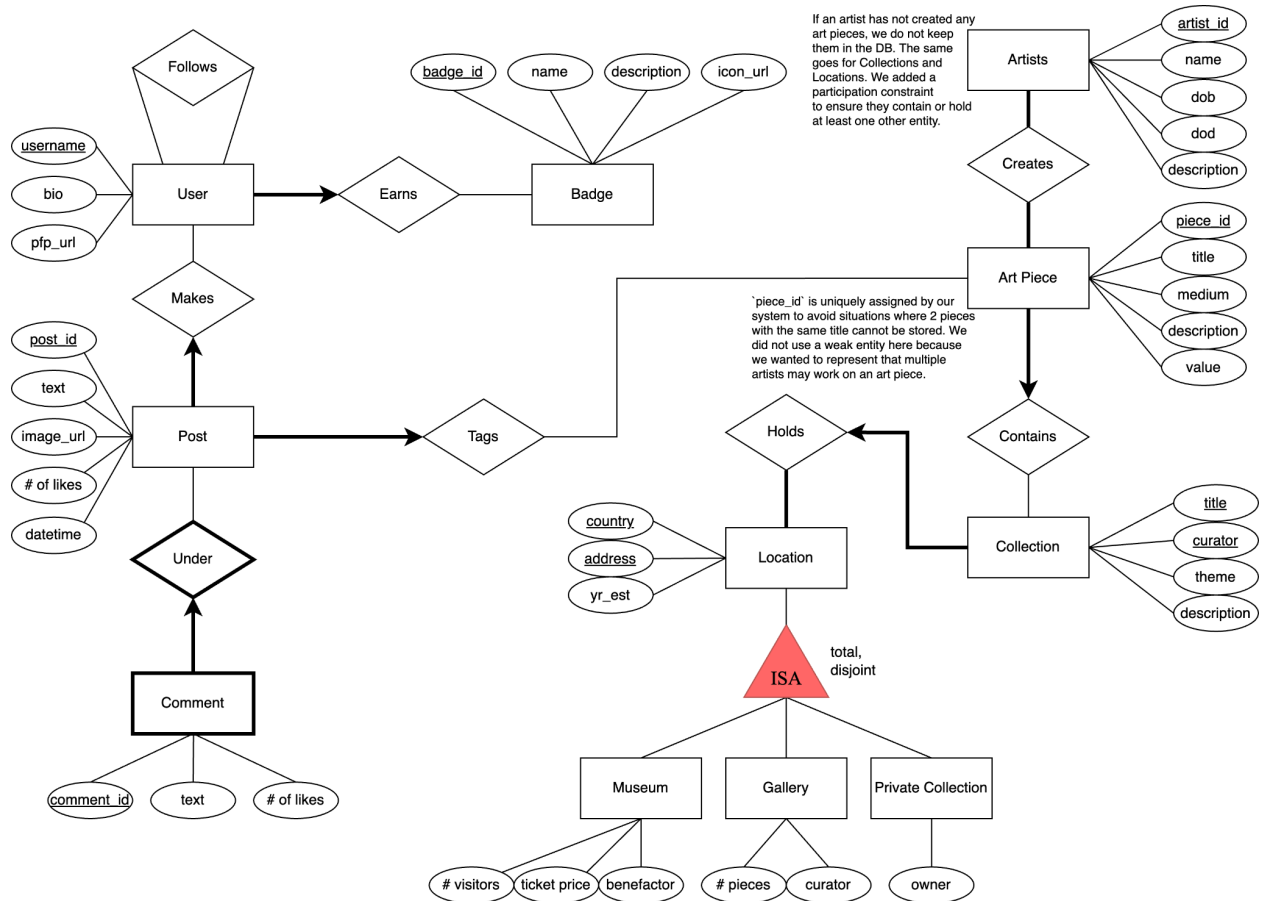 Follows
username
bio
pfp_url
User
Earns
badge_id
name
description
icon_url
Badge
Makes
post_id
text
image_url
# of likes
datetime
Post
Tags
Under
Comment
comment_id
text
# of likes
If an artist has not created any
art pieces, we do not keep
them in the DB. The same
goes for Collections and
Locations. We added a
participation constraint
to ensure they contain or hold
at least one other entity.
Artists
artist_id
name
dob
dod
description
Creates
Art Piece
piece_id
title
medium
description
value
`piece_id` is uniquely assigned by our
system to avoid situations where 2 pieces
with the same title cannot be stored. We
did not use a weak entity here because
we wanted to represent that multiple
artists may work on an art piece.
Holds
Contains
country
address
yr_est
Location
Collection
title
curator
theme
description
ISA
total,
disjoint
Museum
Gallery
Private Collection
# visitors
ticket price
benefactor
# pieces
curator
owner